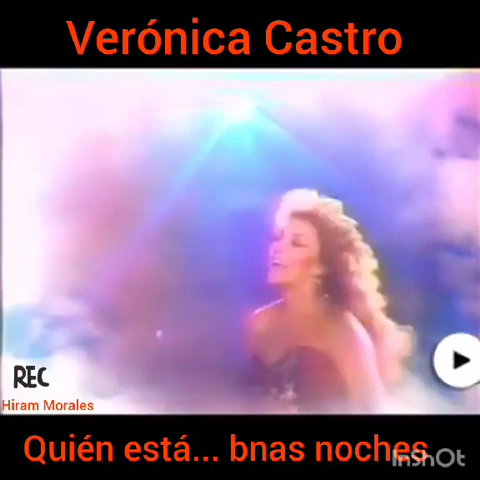 Verónica Castro
REC
Hiram Morales
Quién está... bnas noches
InShOt